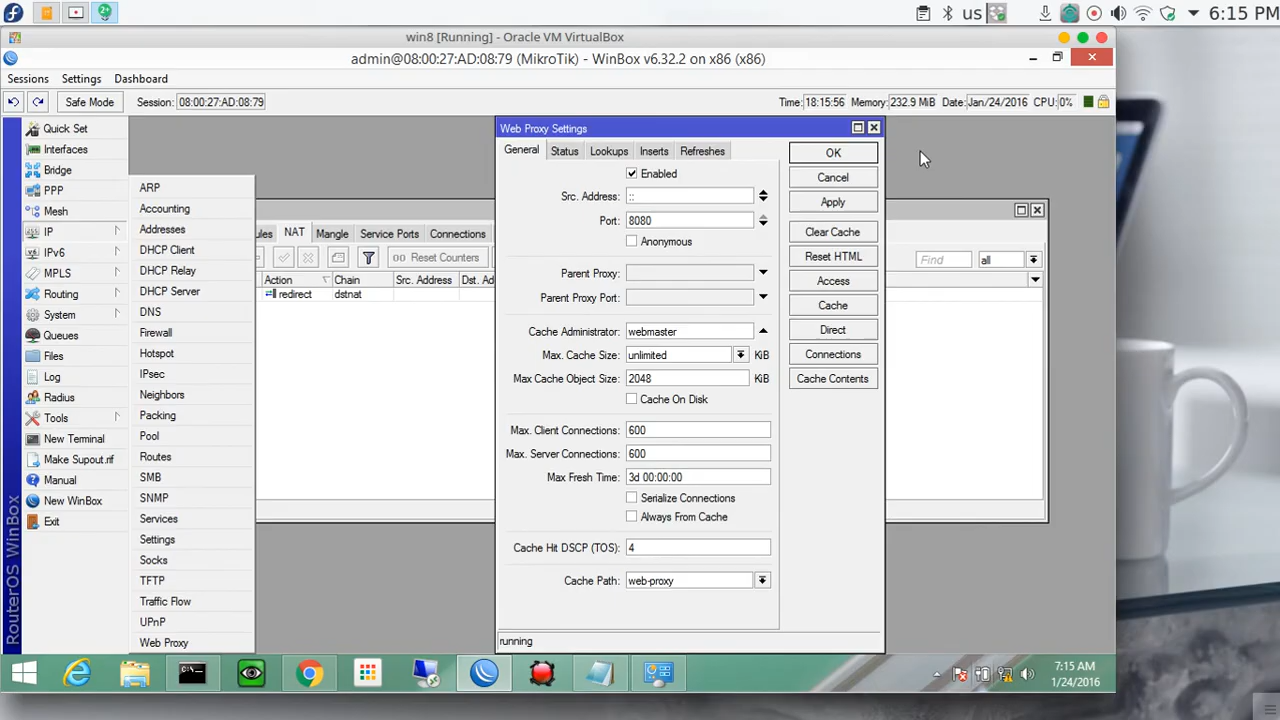 us
6:15 PM
win8 [Running] - Oracle VM VirtualBox
admin@08:00:27:AD:08:79 (MikroTik) - WinBox v6.32.2 on x86 (x86)
Sessions Settings Dashboard
Safe Mode Session: 08:00:27:AD:08:79 Time: 18:15:56 Memory: 232.9 MiB Date: Jan/24/2016 CPU: 0%
Quick Set
Interfaces
Bridge
PPP
Mesh
IP
IPv6
MPLS
Routing
System
Queues
Files
Log
Radius
Tools
New Terminal
Make Supout.rif
Manual
New WinBox
Exit
RouterOS WinBox
ARP
Accounting
Addresses
DHCP Client
DHCP Relay
DHCP Server
DNS
Firewall
Hotspot
IPsec
Neighbors
Packing
Pool
Routes
SMB
SNMP
Services
Settings
Socks
TFTP
Traffic Flow
UPnP
Web Proxy
ules NAT Mangle Service Ports Connections
Reset Counters
Find all
Action Chain Src. Address Dst. Ad
redirect dstnat
Web Proxy Settings
General Status Lookups Inserts Refreshes
Enabled
Src. Address: ::
Port: 8080
Anonymous
Parent Proxy:
Parent Proxy Port:
Cache Administrator: webmaster
Max. Cache Size: unlimited KiB
Max Cache Object Size: 2048 KiB
Cache On Disk
Max. Client Connections: 600
Max. Server Connections: 600
Max Fresh Time: 3d 00:00:00
Serialize Connections
Always From Cache
Cache Hit DSCP (TOS): 4
Cache Path: web-proxy
running
OK
Cancel
Apply
Clear Cache
Reset HTML
Access
Cache
Direct
Connections
Cache Contents
7:15 AM
1/24/2016